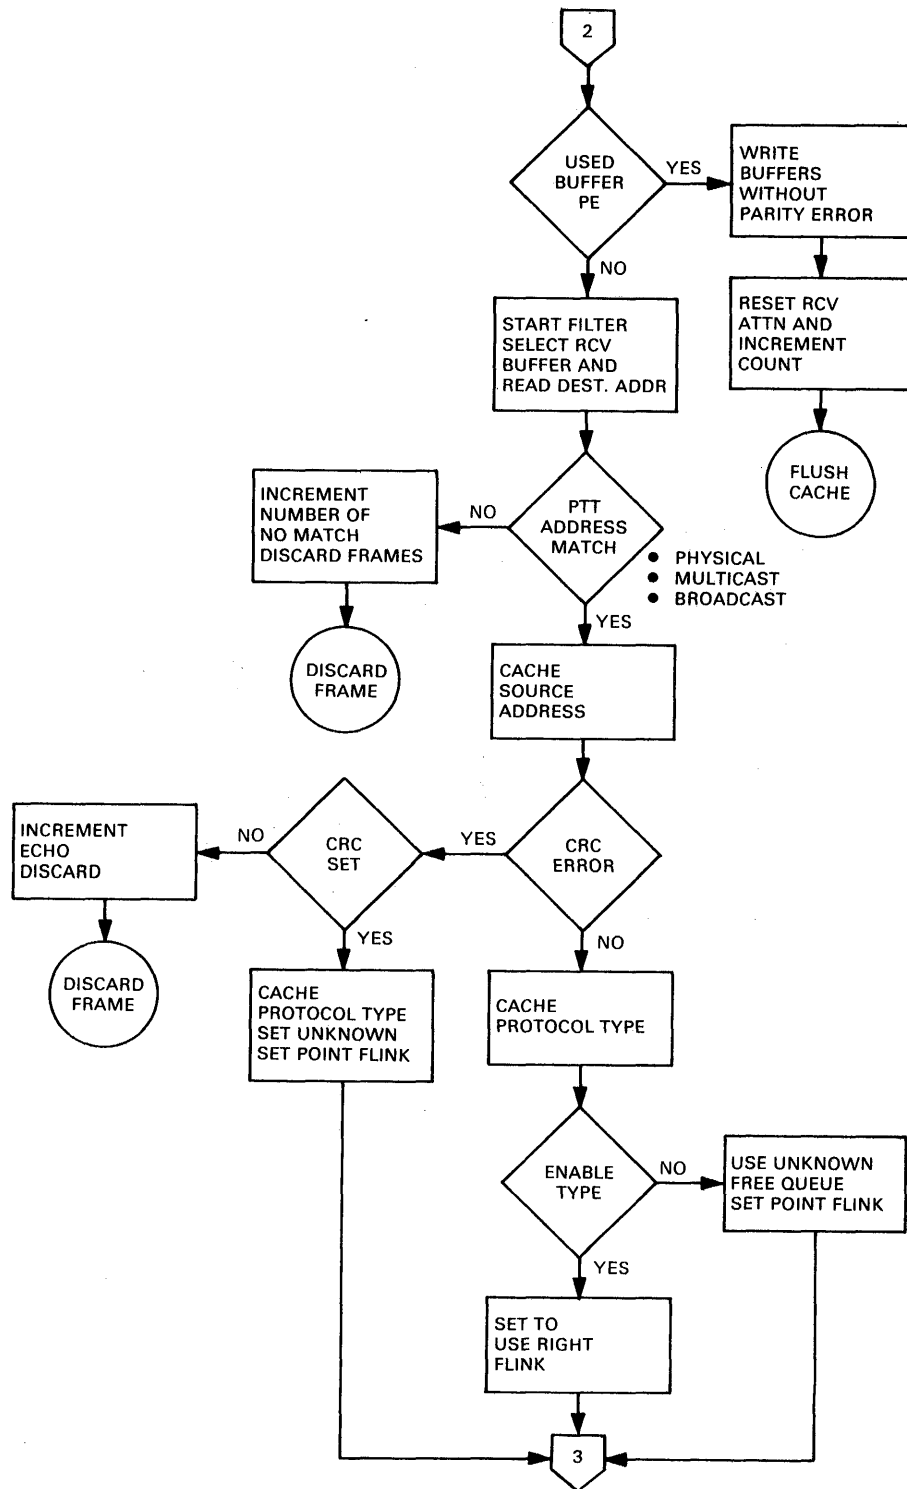 2
USED
BUFFER
PE
YES
WRITE
BUFFERS
WITHOUT
PARITY ERROR
NO
START FILTER
SELECT RCV
BUFFER AND
READ DEST. ADDR
RESET RCV
ATTN AND
INCREMENT
COUNT
FLUSH
CACHE
PTT
ADDRESS
MATCH
● PHYSICAL
● MULTICAST
● BROADCAST
NO
INCREMENT
NUMBER OF
NO MATCH
DISCARD FRAMES
DISCARD
FRAME
YES
CACHE
SOURCE
ADDRESS
CRC
ERROR
YES
CRC
SET
NO
INCREMENT
ECHO
DISCARD
DISCARD
FRAME
YES
CACHE
PROTOCOL TYPE
SET UNKNOWN
SET POINT FLINK
NO
CACHE
PROTOCOL TYPE
ENABLE
TYPE
NO
USE UNKNOWN
FREE QUEUE
SET POINT FLINK
YES
SET TO
USE RIGHT
FLINK
3